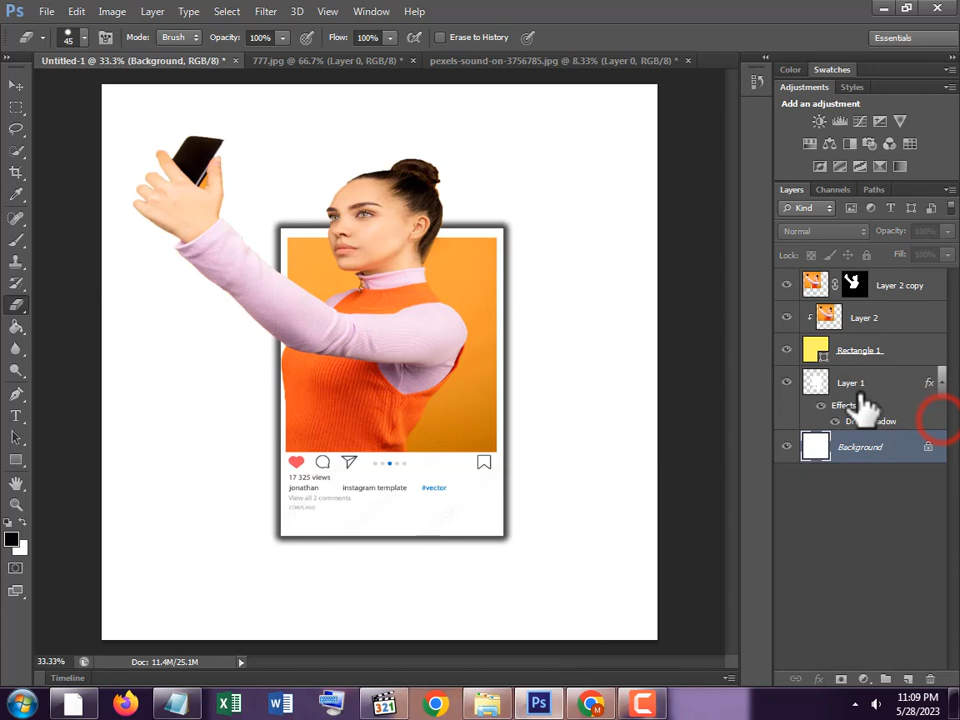 Ps File Edit Image Layer Type Select Filter 3D View Window Help
45 Mode: Brush Opacity: 100% Flow: 100% Erase to History Essentials
Untitled-1 @ 33.3% (Background, RGB/8) * × 777.jpg @ 66.7% (Layer 0, RGB/8) * × pexels-sound-on-3756785.jpg @ 8.33% (Layer 0, RGB/8) * ×
Color Swatches
Adjustments Styles
Add an adjustment
Layers Channels Paths
Kind
Normal Opacity: 100%
Lock: Fill: 100%
Layer 2 copy
Layer 2
Rectangle 1
Layer 1 fx
Effects
Background
17 325 views
jonathan instagram template #vector
View all 2 comments
33.33% Doc: 11.4M/25.1M
Timeline
321 Ps
11:09 PM
5/28/2023